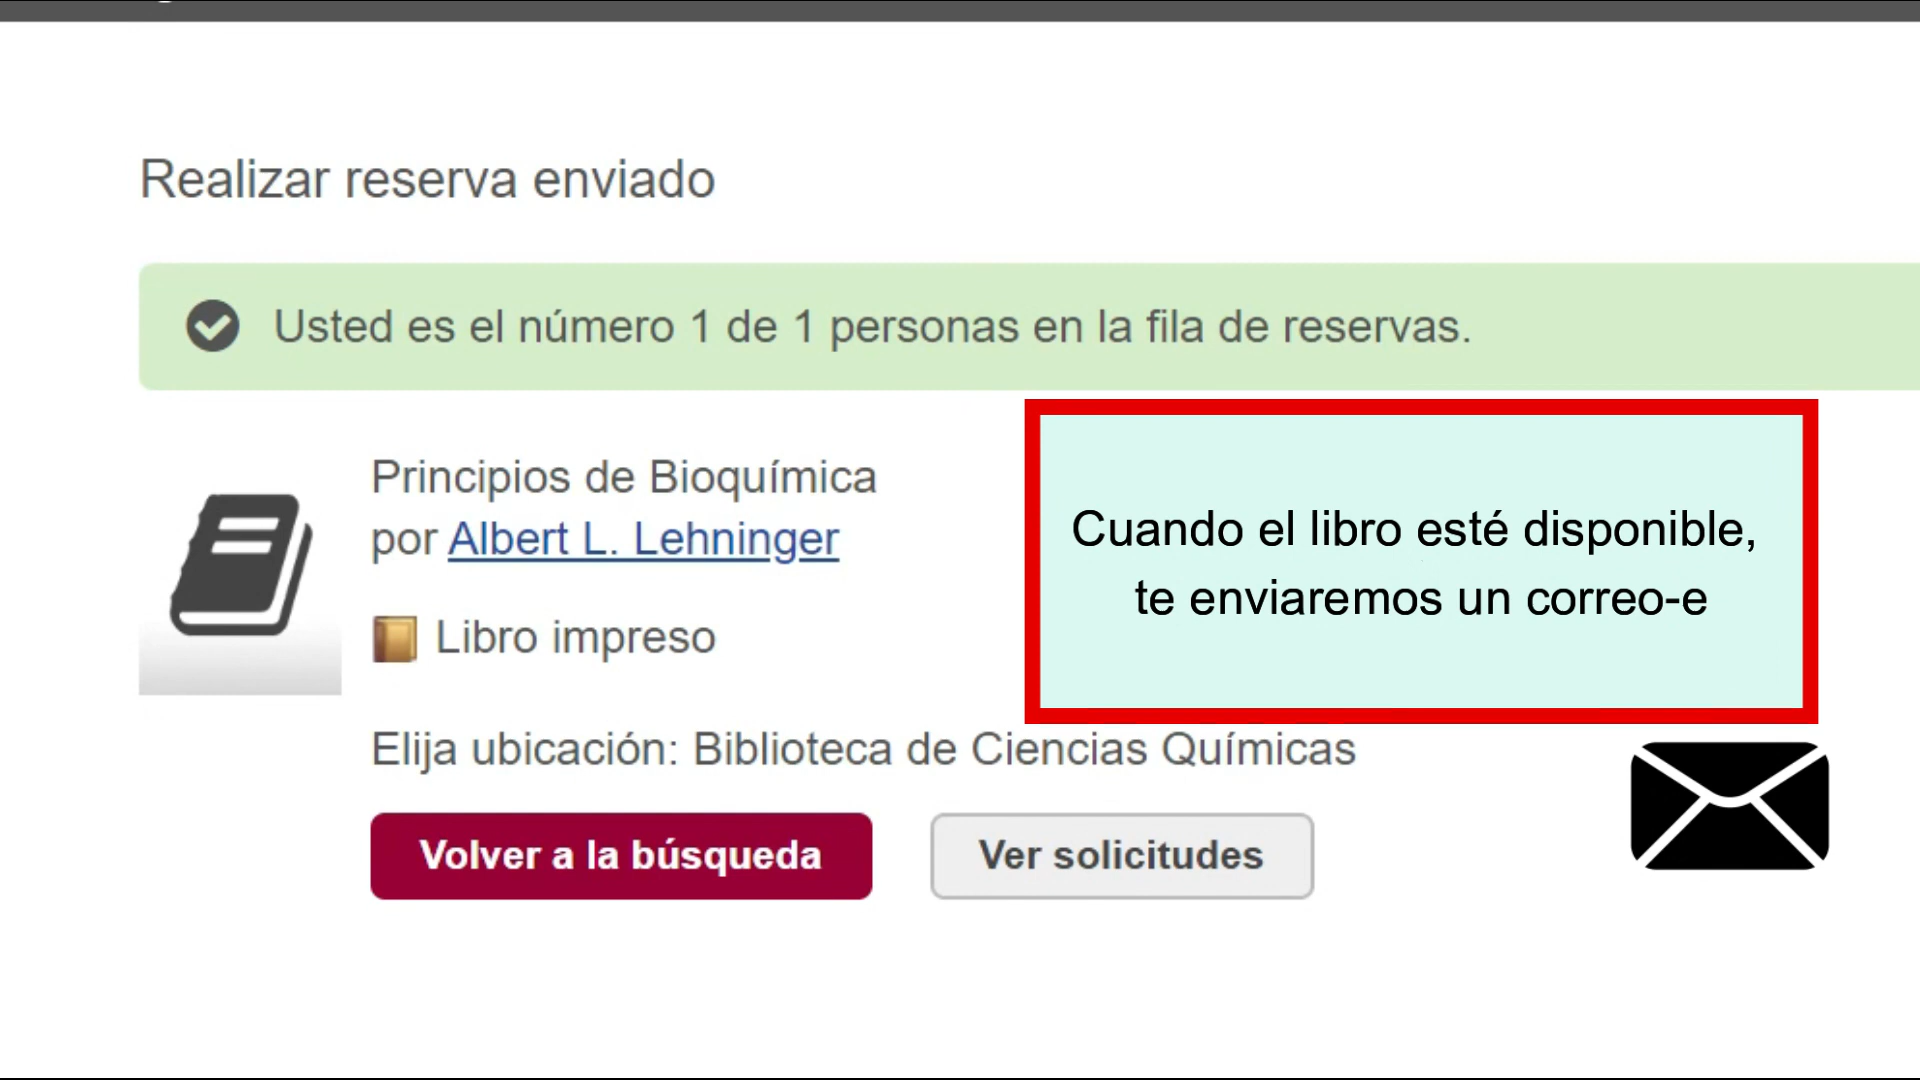 Realizar reserva enviado
Usted es el número 1 de 1 personas en la fila de reservas.
Principios de Bioquímica
por Albert L. Lehninger
Libro impreso
Cuando el libro esté disponible,
te enviaremos un correo-e
Elija ubicación: Biblioteca de Ciencias Químicas
Volver a la búsqueda
Ver solicitudes